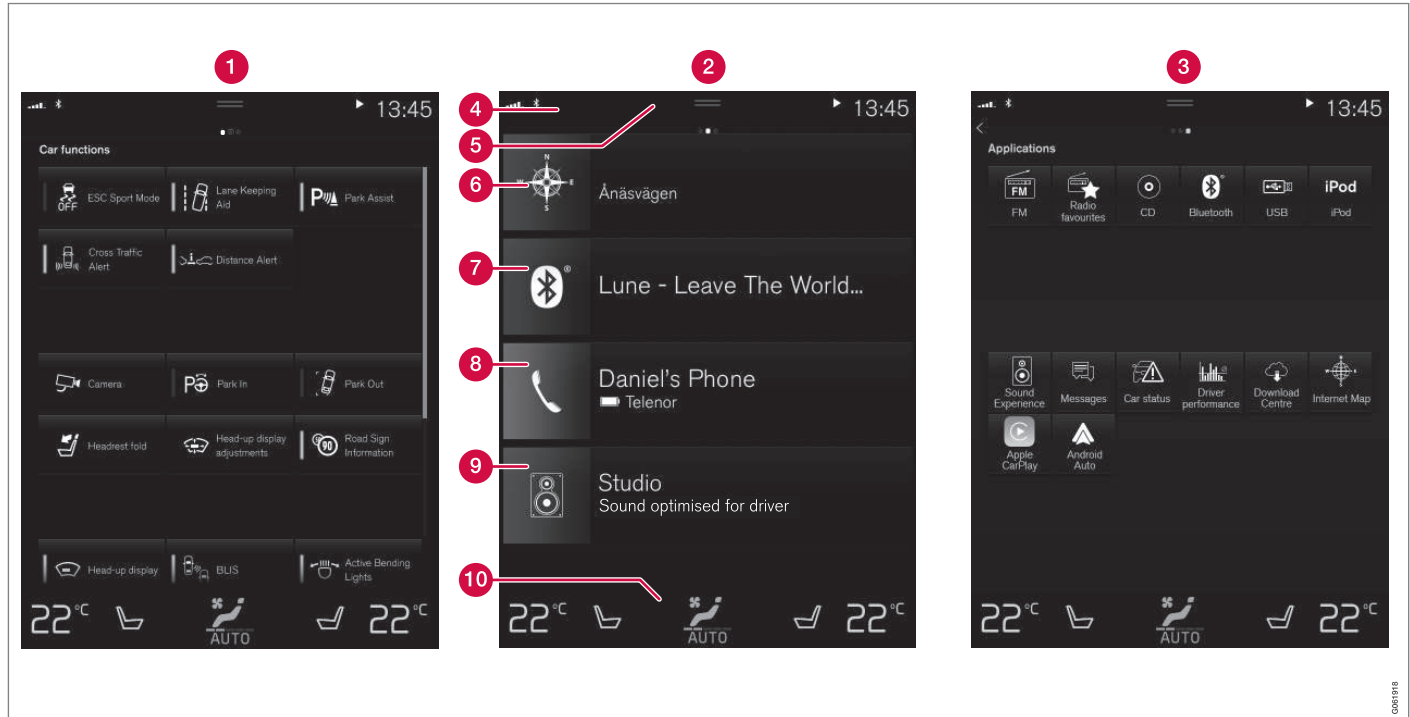 1
2
3
13:45
Car functions
ESC Sport Mode
OFF
Lane Keeping
Aid
Park Assist
Cross Traffic
Alert
Distance Alert
Camera
Park In
Park Out
Headrest fold
Head-up display
adjustments
90
Road Sign
Information
Head-up display
BLIS
Active Bending
Lights
22°C
AUTO
22°C
4
5
6
7
8
9
10
13:45
N
W
E
S
Ånäsvägen
Lune - Leave The World...
Daniel's Phone
Telenor
Studio
Sound optimised for driver
22°C
AUTO
22°C
13:45
Applications
FM
FM
Radio
favourites
CD
Bluetooth
USB
iPod
iPod
Sound
Experience
Messages
Car status
Driver
performance
Download
Centre
Internet Map
Apple
CarPlay
Android
Auto
22°C
AUTO
22°C
G061918